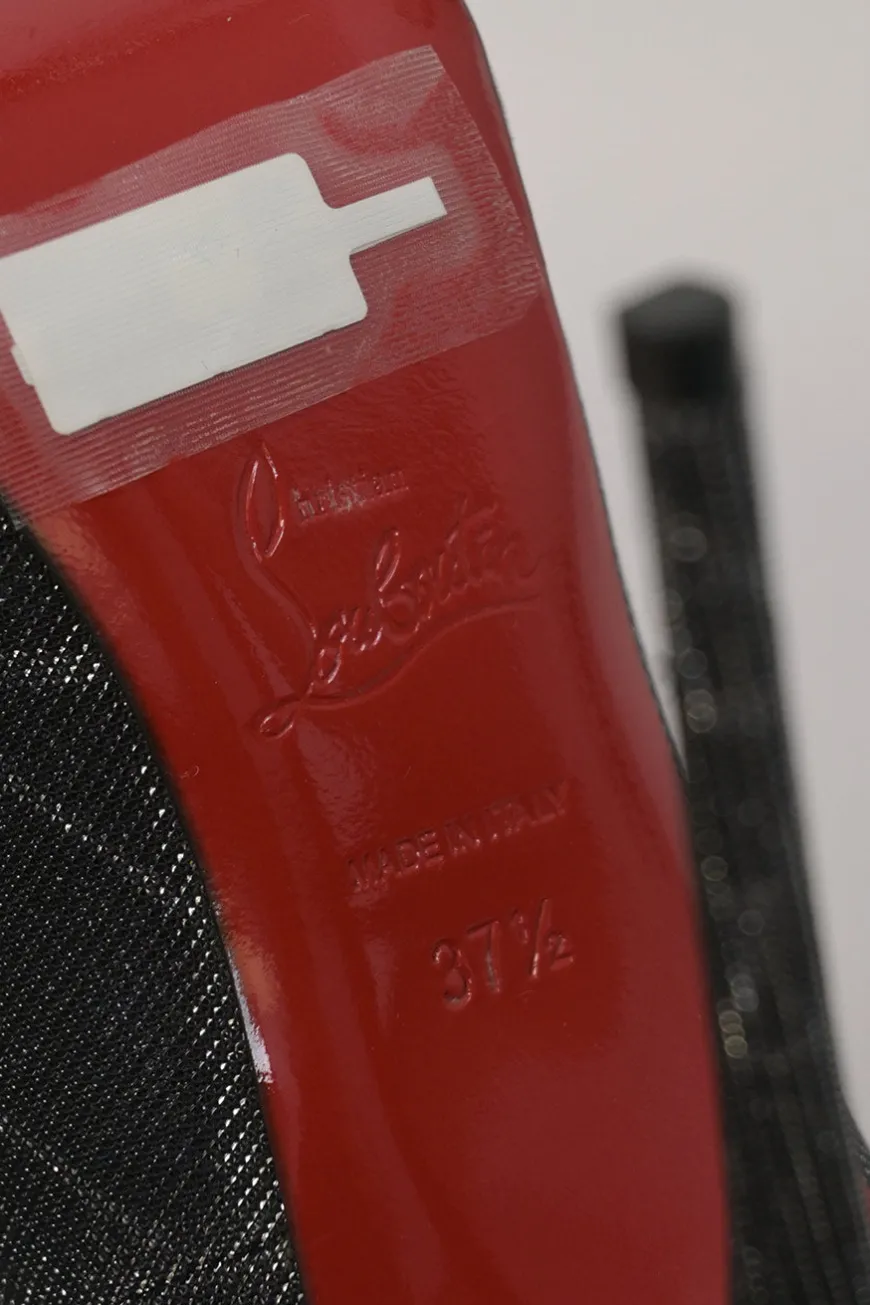 Christian
Louboutin
MADE IN ITALY
37½